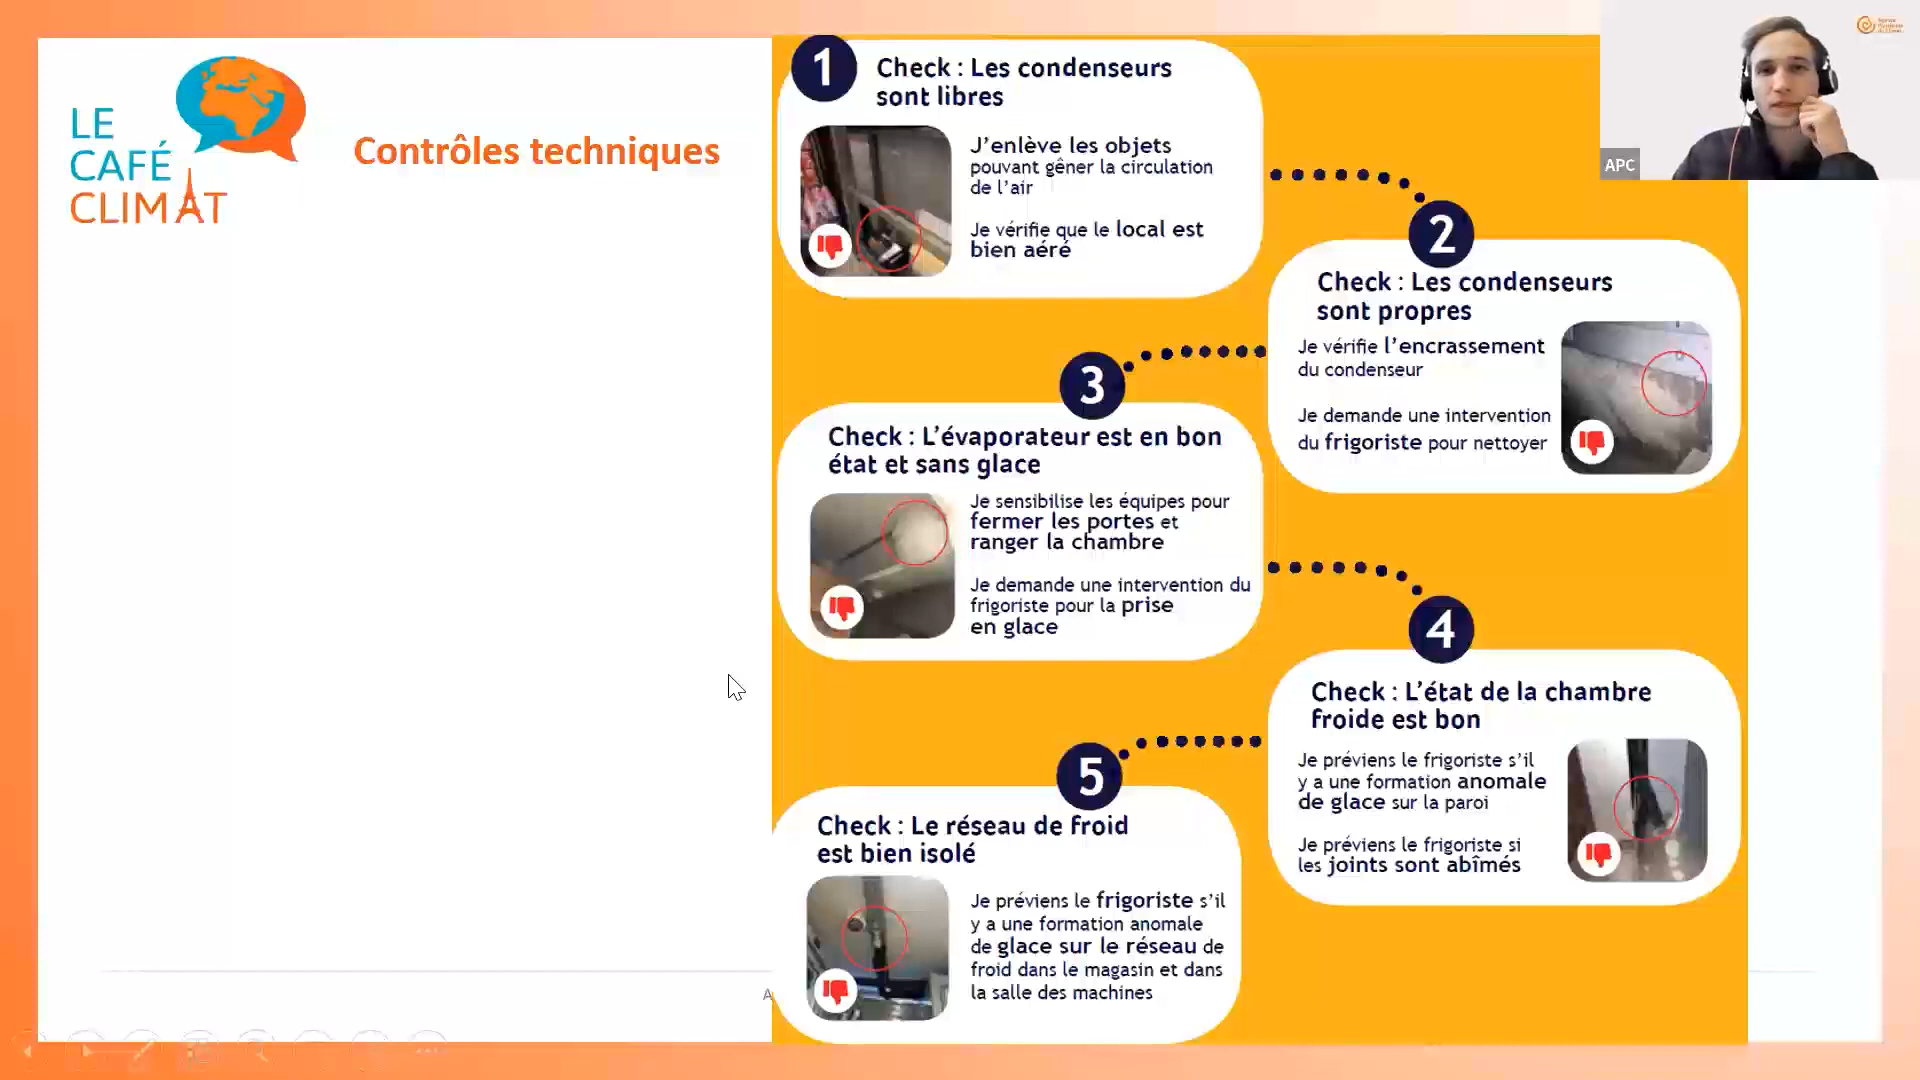 LE
CAFÉ
CLIMAT
Contrôles techniques
1
Check : Les condenseurs
sont libres
J’enlève les objets
pouvant gêner la circulation
de l’air
Je vérifie que le local est
bien aéré
APC
2
Check : Les condenseurs
sont propres
Je vérifie l’encrassement
du condenseur
Je demande une intervention
du frigoriste pour nettoyer
3
Check : L’évaporateur est en bon
état et sans glace
Je sensibilise les équipes pour
fermer les portes et
ranger la chambre
Je demande une intervention du
frigoriste pour la prise
en glace
4
Check : L’état de la chambre
froide est bon
Je préviens le frigoriste s’il
y a une formation anomale
de glace sur la paroi
Je préviens le frigoriste si
les joints sont abîmés
5
Check : Le réseau de froid
est bien isolé
Je préviens le frigoriste s’il
y a une formation anomale
de glace sur le réseau de
froid dans le magasin et dans
la salle des machines
A